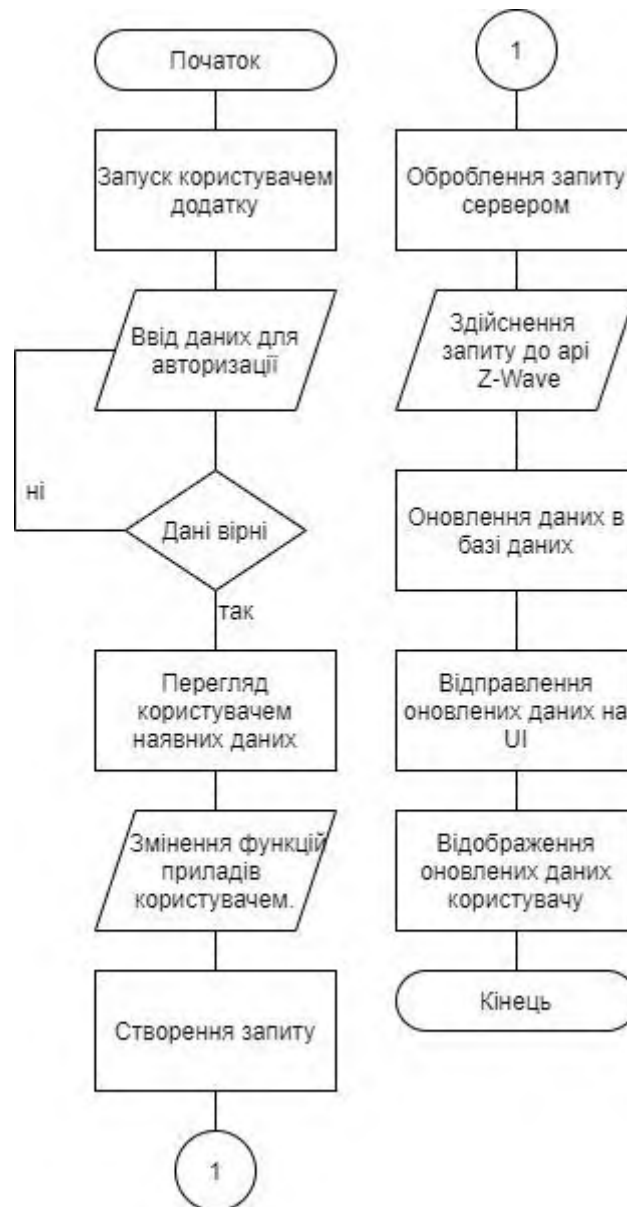 Початок
Запуск користувачем
додатку
Ввід даних для
авторизації
ні
Дані вірні
так
Перегляд
користувачем
наявних даних
Змінення функцій
приладів
користувачем.
Створення запиту
1
1
Оброблення запиту
сервером
Здійснення
запиту до арі
Z-Wave
Оновлення даних в
базі даних
Відправлення
оновлених даних на
UI
Відображення
оновлених даних
користувачу
Кінець